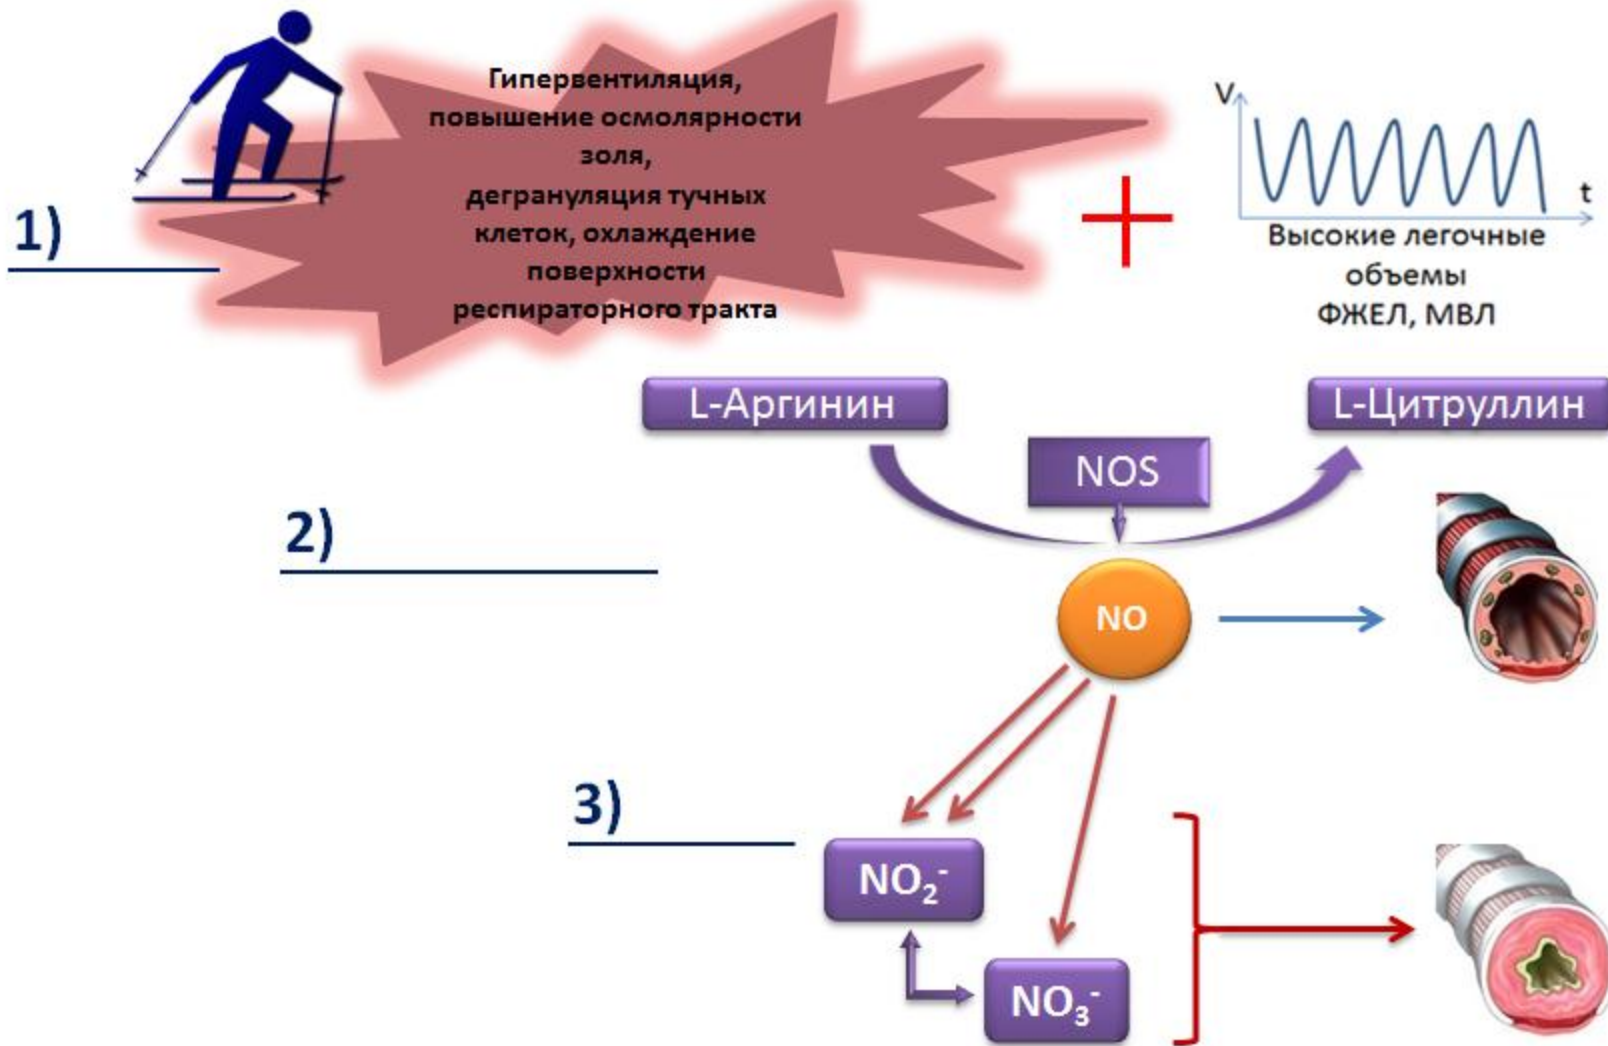 Гипервентиляция,
повышение осмолярности
золя,
дегрануляция тучных
клеток, охлаждение
поверхности
респираторного тракта
V
t
Высокие легочные
объемы
ФЖЕЛ, МВЛ
1)
L-Аргинин
L-Цитруллин
NOS
2)
NO
3)
NO₂⁻
NO₃⁻